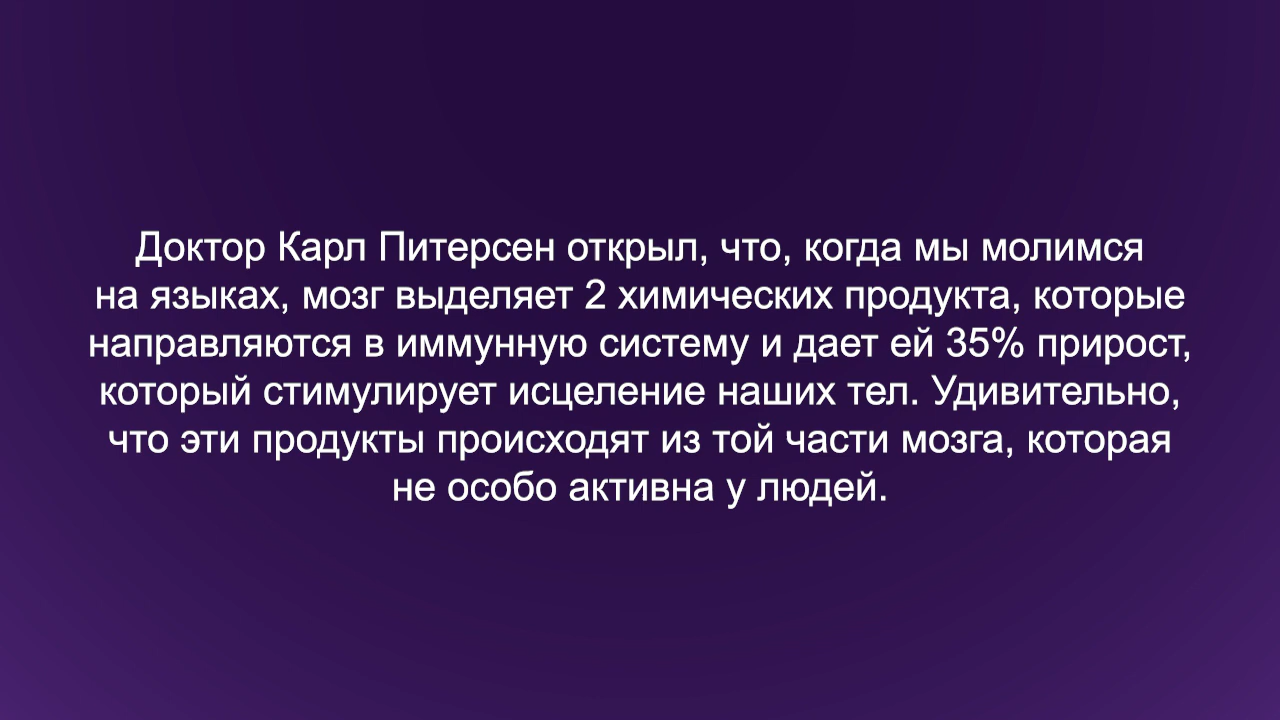 Доктор Карл Питерсен открыл, что, когда мы молимся
на языках, мозг выделяет 2 химических продукта, которые
направляются в иммунную систему и дает ей 35% прирост,
который стимулирует исцеление наших тел. Удивительно,
что эти продукты происходят из той части мозга, которая
не особо активна у людей.